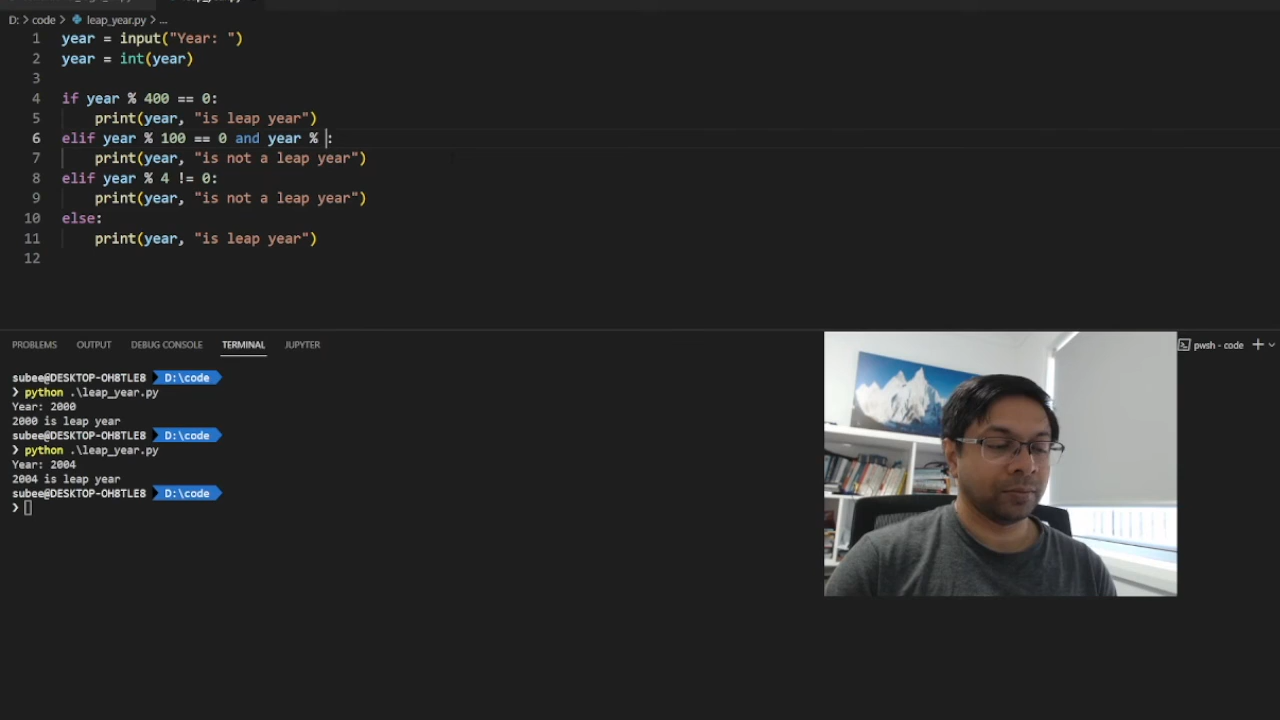 D: > code > leap_year.py > ...
1 year = input("Year: ")
2 year = int(year)
3
4 if year % 400 == 0:
5 print(year, "is leap year")
6 elif year % 100 == 0 and year % :
7 print(year, "is not a leap year")
8 elif year % 4 != 0:
9 print(year, "is not a leap year")
10 else:
11 print(year, "is leap year")
12
PROBLEMS OUTPUT DEBUG CONSOLE TERMINAL JUPYTER pwsh - code
subee@DESKTOP-OH8TLE8 D:\code
❯ python .\leap_year.py
Year: 2000
2000 is leap year
subee@DESKTOP-OH8TLE8 D:\code
❯ python .\leap_year.py
Year: 2004
2004 is leap year
subee@DESKTOP-OH8TLE8 D:\code
❯